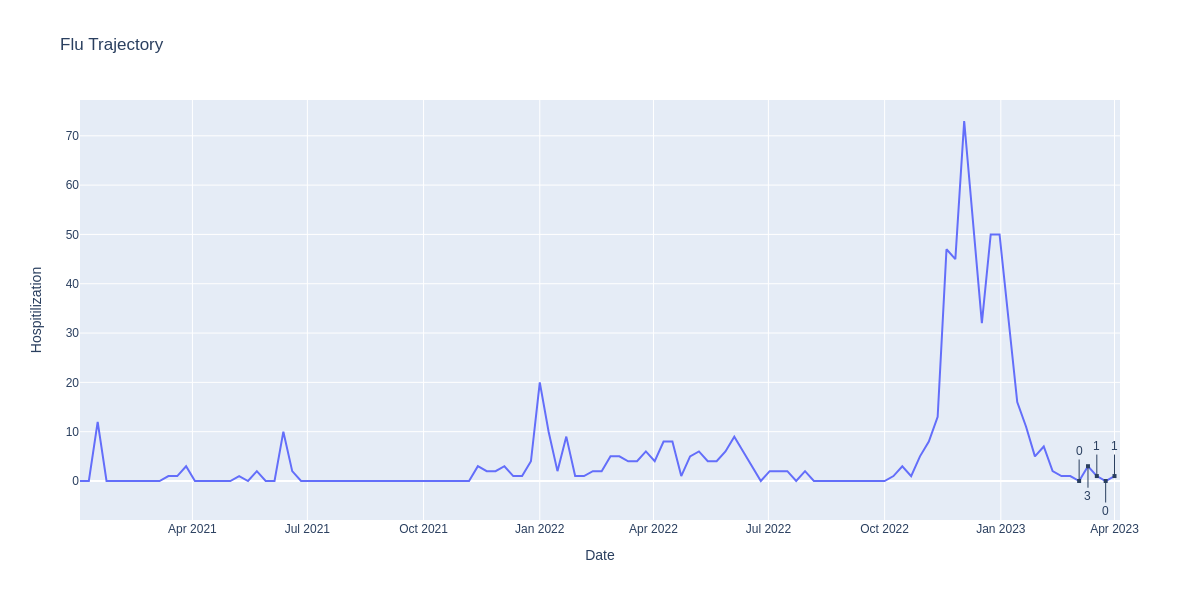 Flu Trajectory
Hospitilization
70
60
50
40
30
20
10
0
0
3
1
0
1
Apr 2021
Jul 2021
Oct 2021
Jan 2022
Apr 2022
Jul 2022
Oct 2022
Jan 2023
Apr 2023
Date